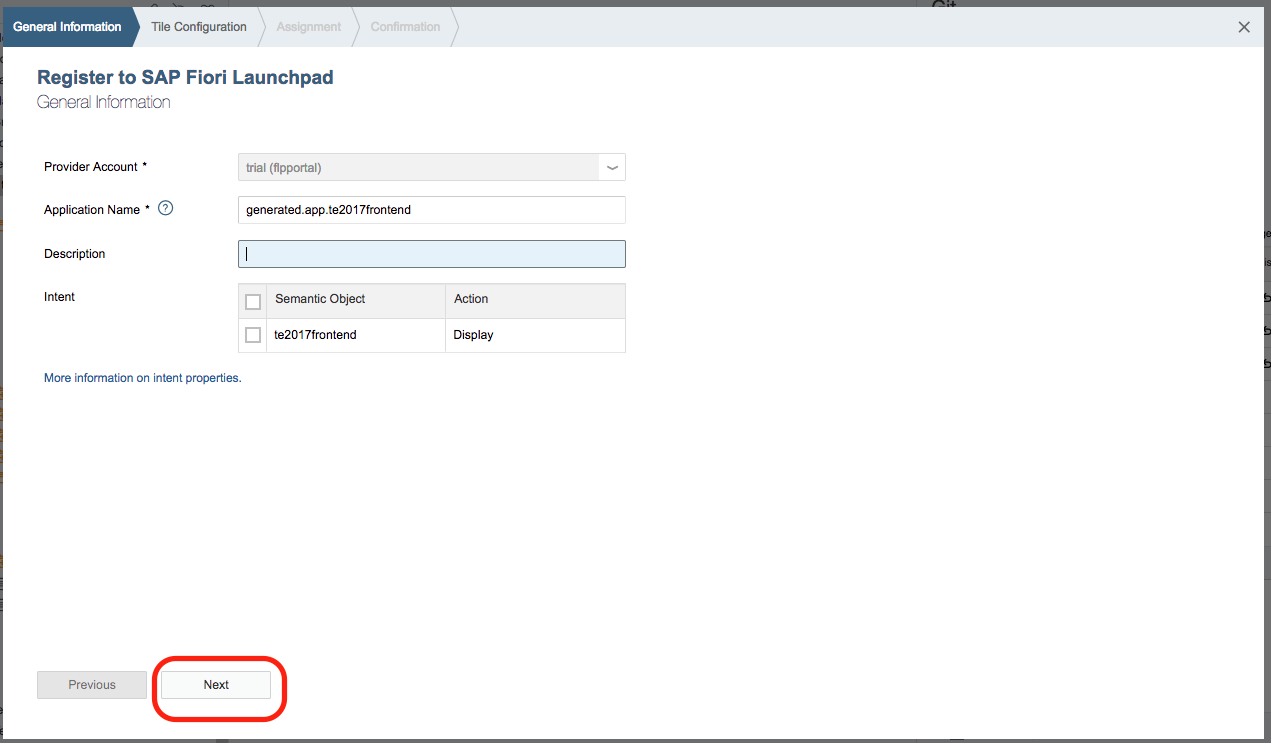 General Information Tile Configuration Assignment Confirmation
Register to SAP Fiori Launchpad
General Information
Provider Account * trial (flpportal)
Application Name * ? generated.app.te2017frontend
Description
Intent Semantic Object Action
te2017frontend Display
More information on intent properties.
Previous Next